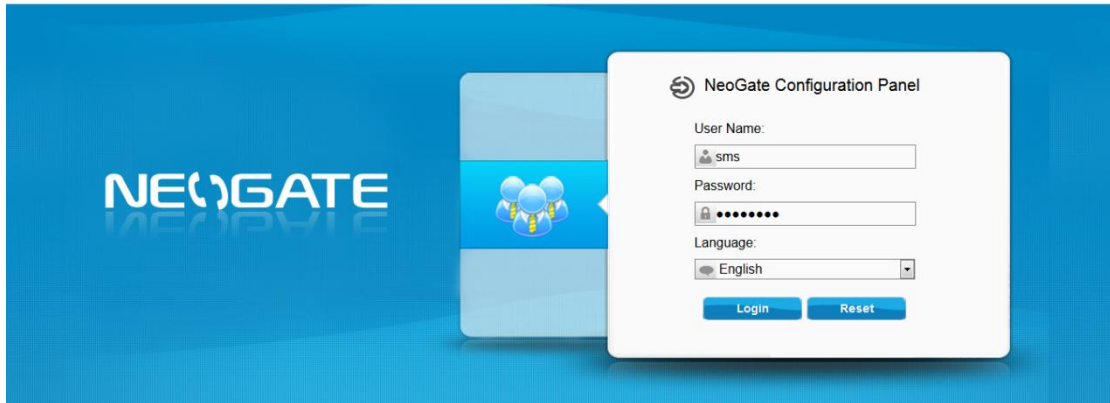 NEOGATE
NeoGate Configuration Panel
User Name:
sms
Password:
••••••••
Language:
English
Login
Reset